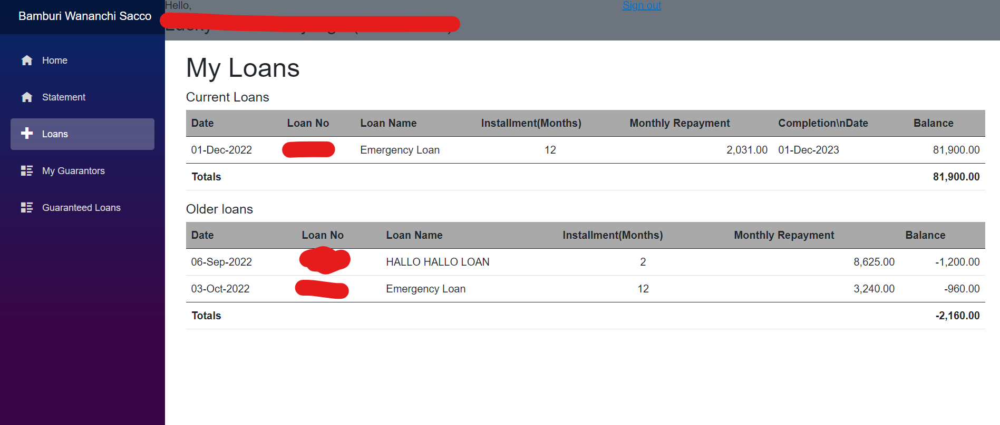 Bamburi Wananchi Sacco
Hello,
Sign out
Home
Statement
Loans
My Guarantors
Guaranteed Loans
My Loans
Current Loans
Date Loan No Loan Name Installment(Months) Monthly Repayment Completion\nDate Balance
01-Dec-2022 Emergency Loan 12 2,031.00 01-Dec-2023 81,900.00
Totals 81,900.00
Older loans
Date Loan No Loan Name Installment(Months) Monthly Repayment Balance
06-Sep-2022 HALLO HALLO LOAN 2 8,625.00 -1,200.00
03-Oct-2022 Emergency Loan 12 3,240.00 -960.00
Totals -2,160.00